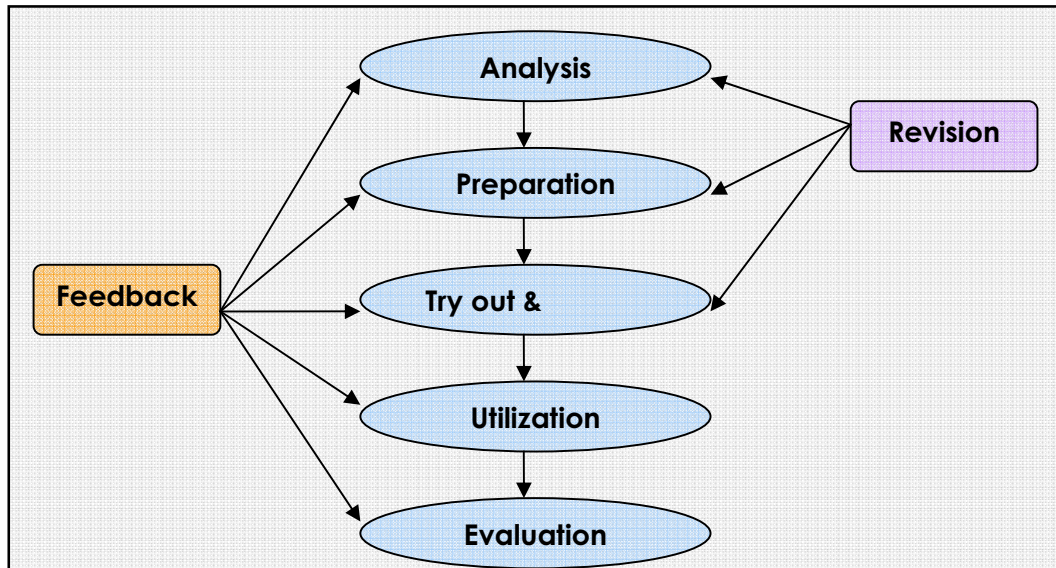 Analysis
Revision
Preparation
Feedback
Try out &
Utilization
Evaluation